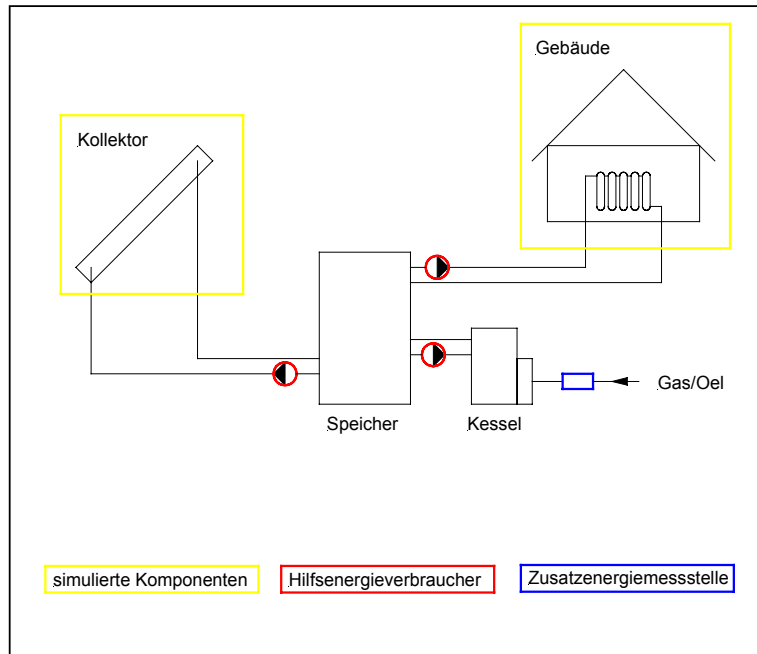 Gebäude
Kollektor
Gas/Oel
Speicher
Kessel
simulierte Komponenten
Hilfsenergieverbraucher
Zusatzenergiemessstelle